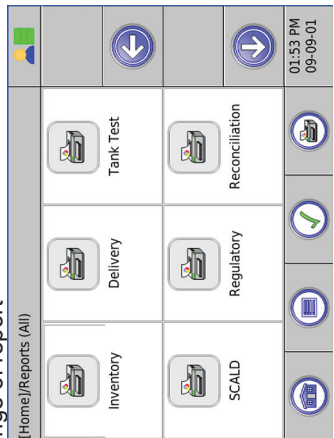 [Home]/Reports (All)
Inventory
Delivery
Tank Test
SCALD
Regulatory
Reconciliation
01:53 PM
09-09-01